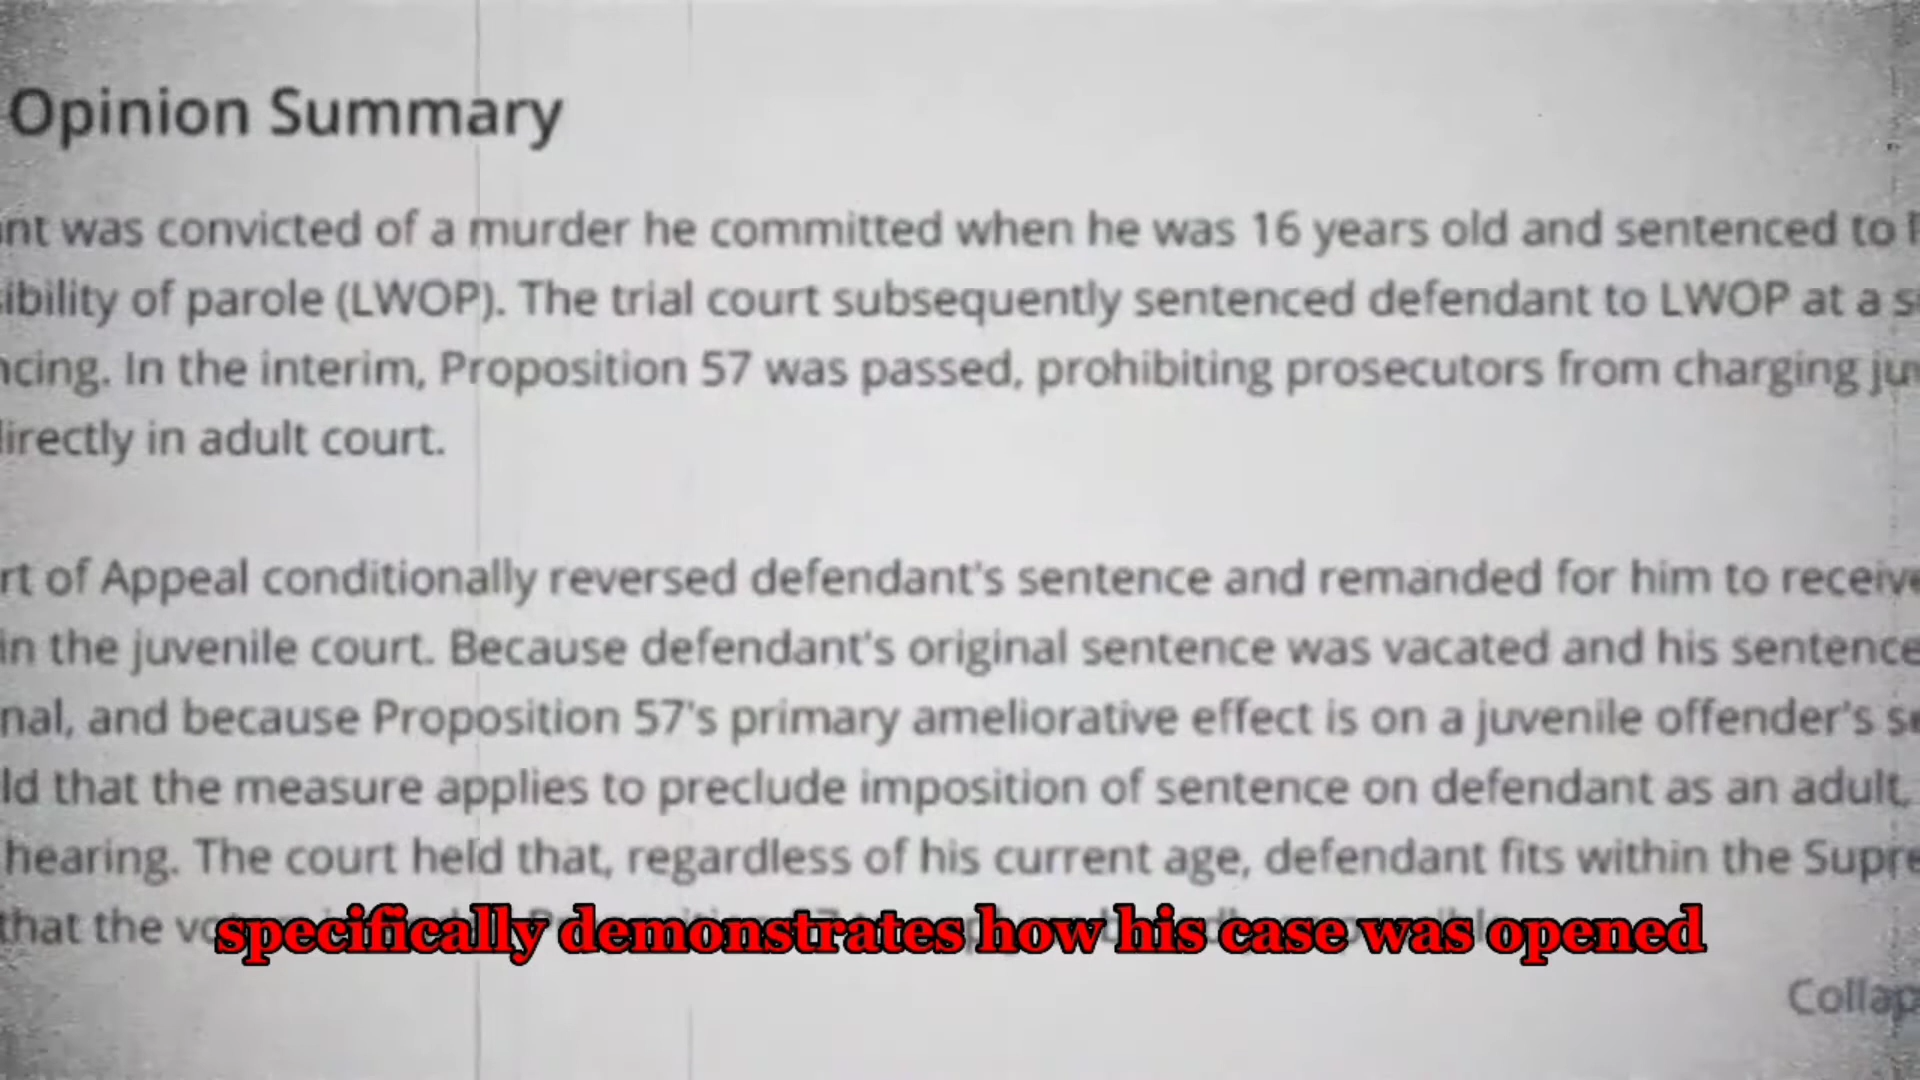 Opinion Summary
nt was convicted of a murder he committed when he was 16 years old and sentenced to
ibility of parole (LWOP). The trial court subsequently sentenced defendant to LWOP at a s
ncing. In the interim, Proposition 57 was passed, prohibiting prosecutors from charging juv
irectly in adult court.
rt of Appeal conditionally reversed defendant's sentence and remanded for him to receive
in the juvenile court. Because defendant's original sentence was vacated and his sentence
nal, and because Proposition 57's primary ameliorative effect is on a juvenile offender's se
ld that the measure applies to preclude imposition of sentence on defendant as an adult,
hearing. The court held that, regardless of his current age, defendant fits within the Supre
that the
specifically demonstrates how his case was opened
Collap